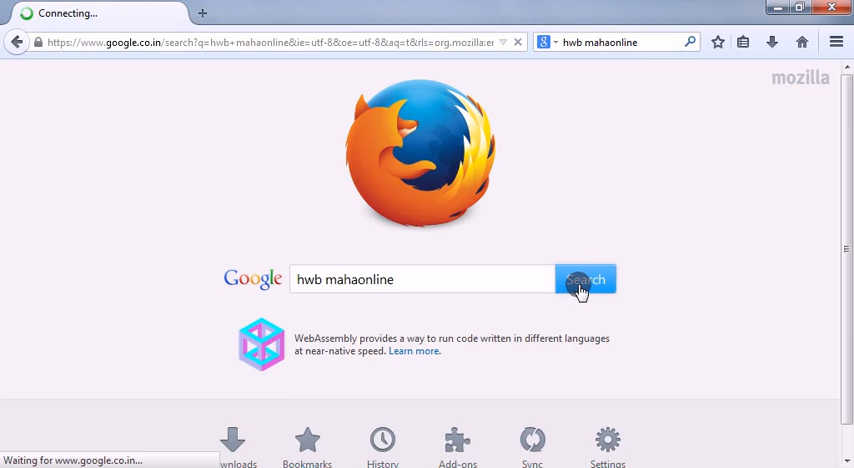 Connecting...
https://www.google.co.in/search?q=hwb+mahaonline&ie=utf-8&oe=utf-8&aq=t&rls=org.mozilla:en
hwb mahaonline
mozilla
Google
hwb mahaonline
Search
WebAssembly provides a way to run code written in different languages
at near-native speed. Learn more.
Bookmarks
History
Add-ons
Sync
Settings
Waiting for www.google.co.in...